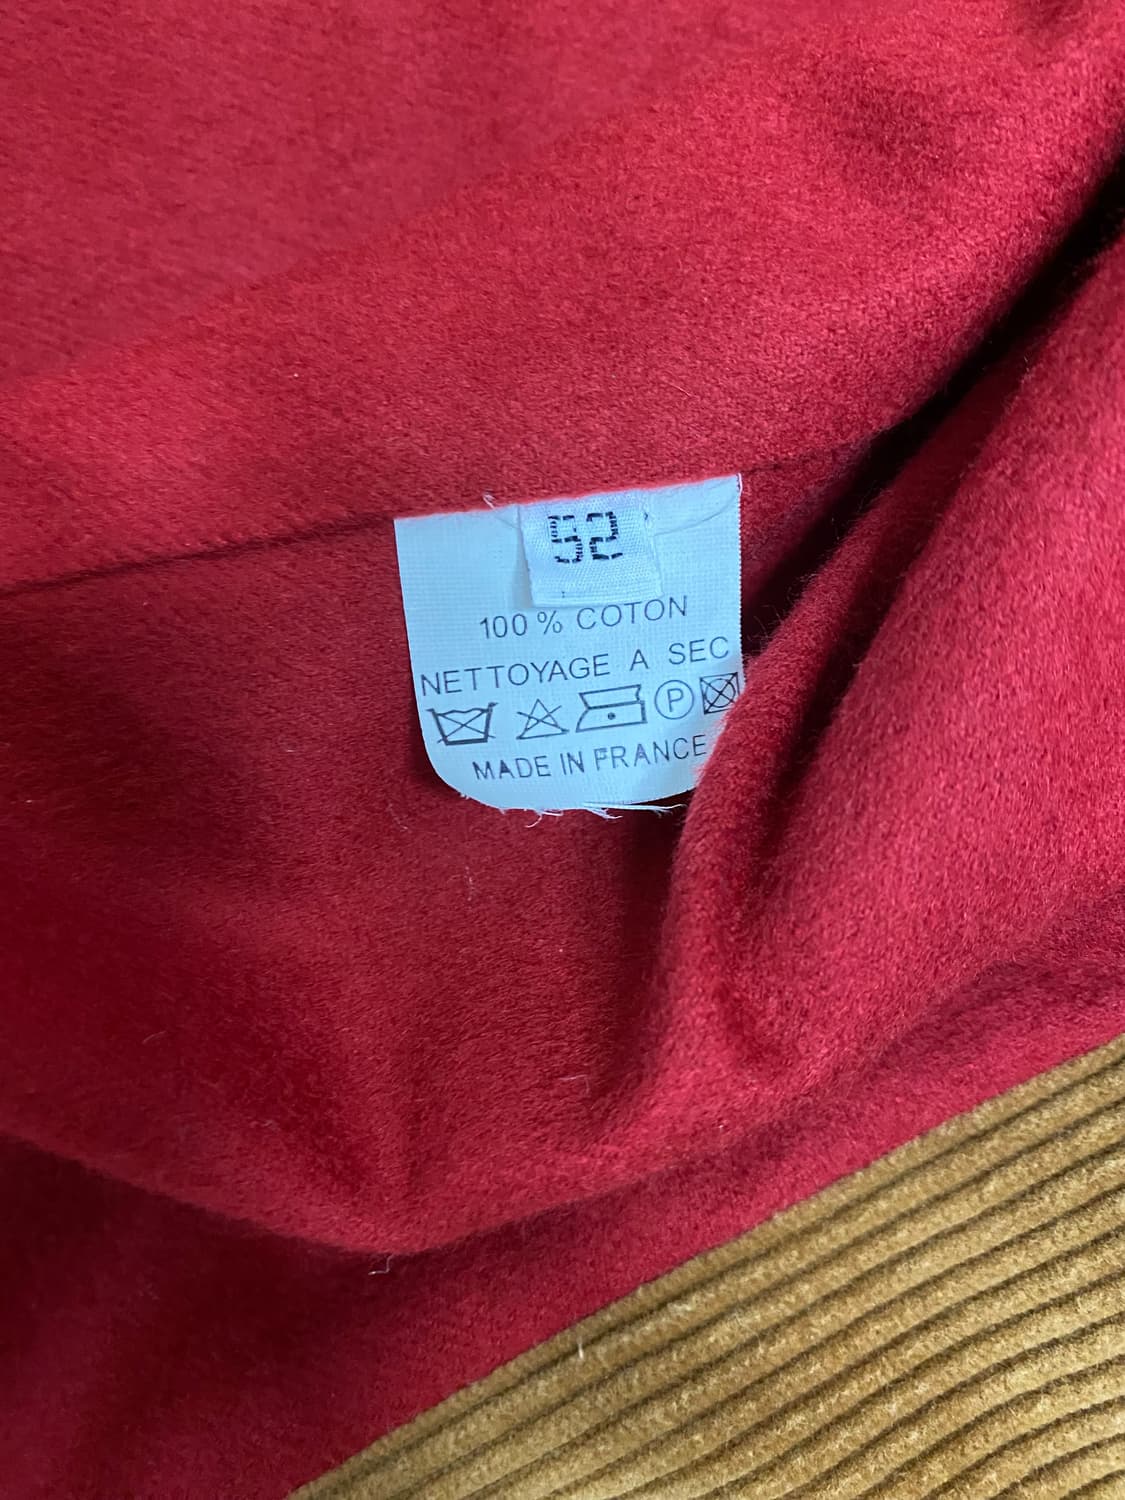 52
100 % COTON
NETTOYAGE A SEC
P
MADE IN FRANCE